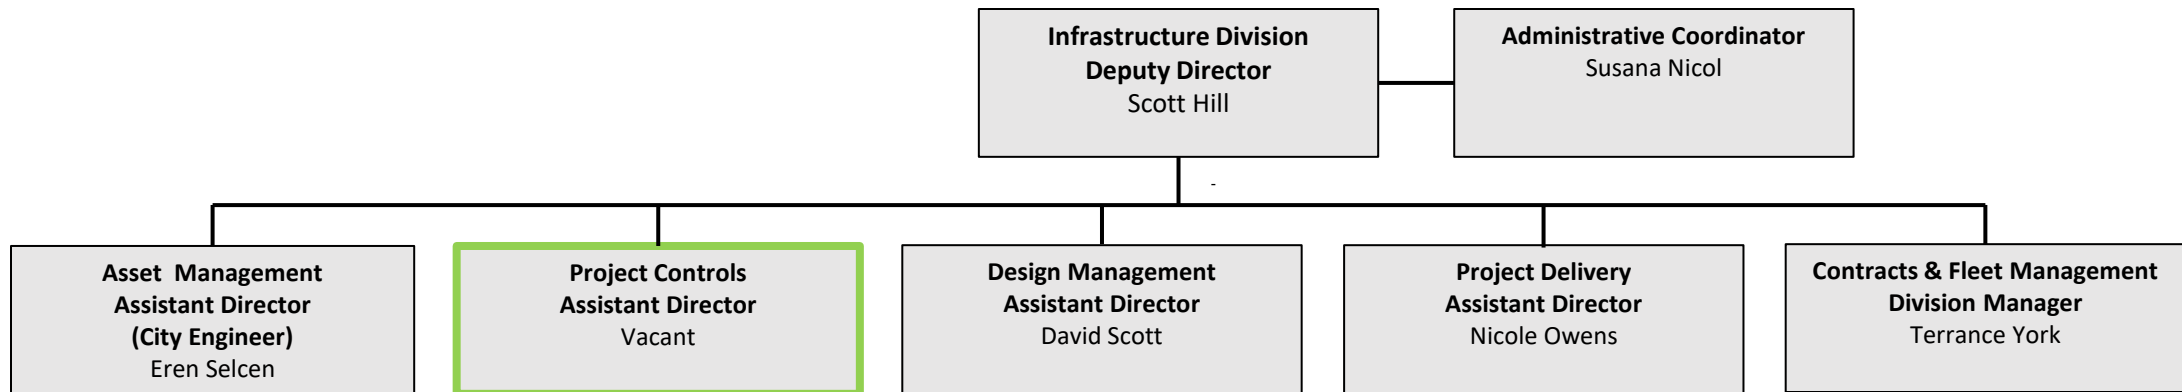 Infrastructure Division
Deputy Director
Scott Hill
Administrative Coordinator
Susana Nicol
-
Asset Management
Assistant Director
(City Engineer)
Eren Selcen
Project Controls
Assistant Director
Vacant
Design Management
Assistant Director
David Scott
Project Delivery
Assistant Director
Nicole Owens
Contracts & Fleet Management
Division Manager
Terrance York